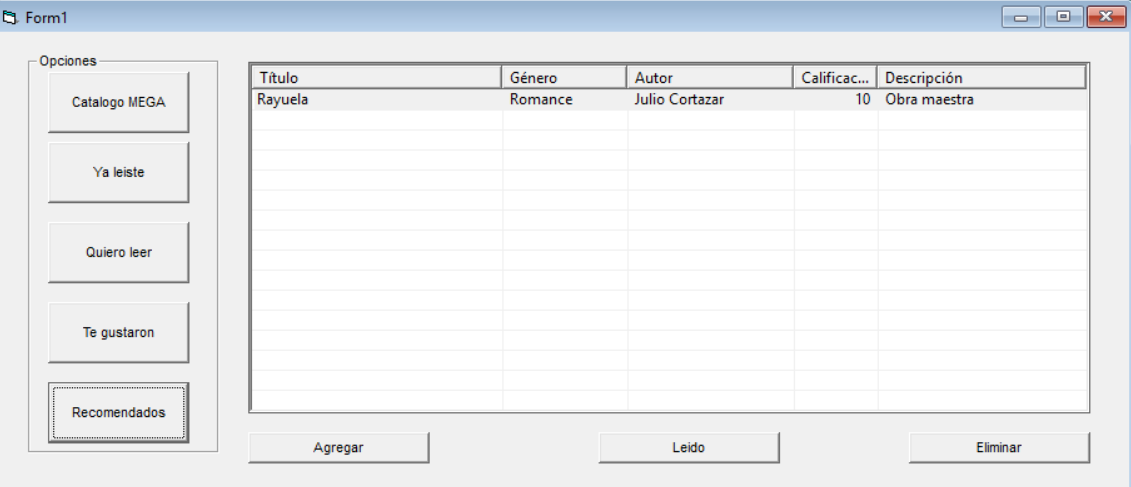 Form1
Opciones
Catalogo MEGA
Ya leiste
Quiero leer
Te gustaron
Recomendados
Título Género Autor Calificac... Descripción
Rayuela Romance Julio Cortazar 10 Obra maestra
Agregar Leido Eliminar